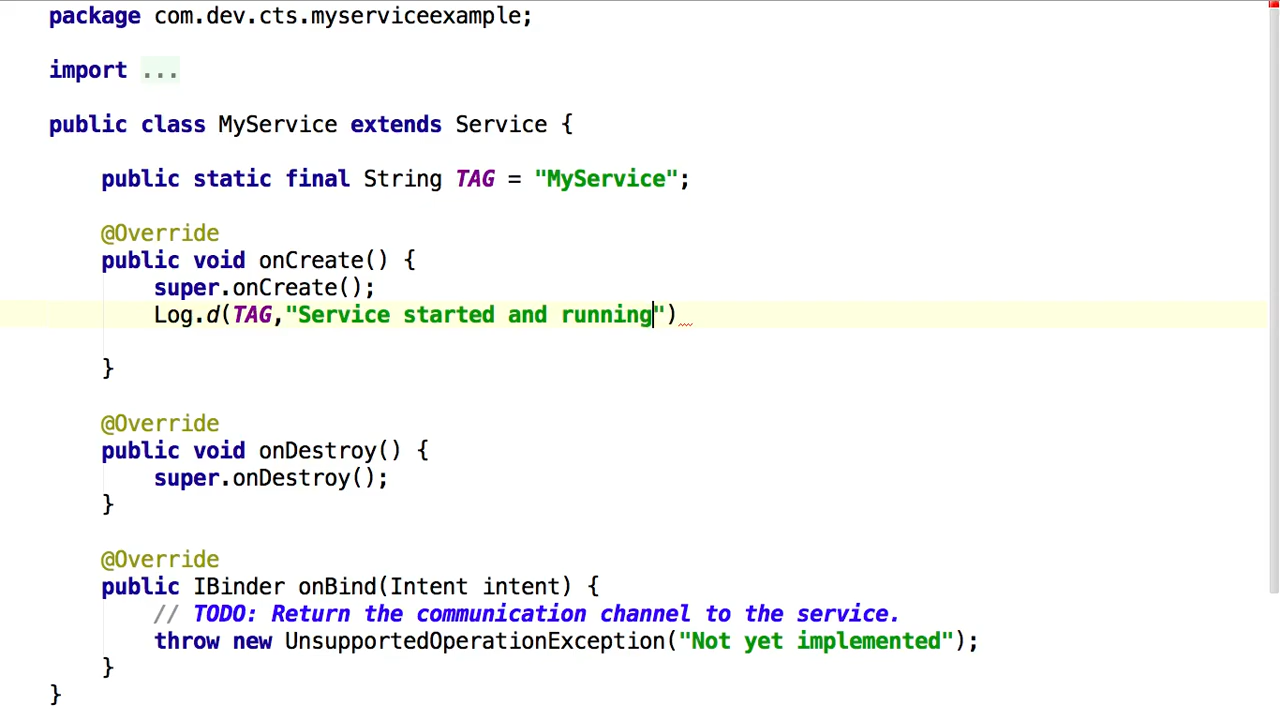 package com.dev.cts.myserviceexample;
import ...
public class MyService extends Service {
public static final String TAG = "MyService";
@Override
public void onCreate() {
super.onCreate();
Log.d(TAG,"Service started and running")
}
@Override
public void onDestroy() {
super.onDestroy();
}
@Override
public IBinder onBind(Intent intent) {
// TODO: Return the communication channel to the service.
throw new UnsupportedOperationException("Not yet implemented");
}
}